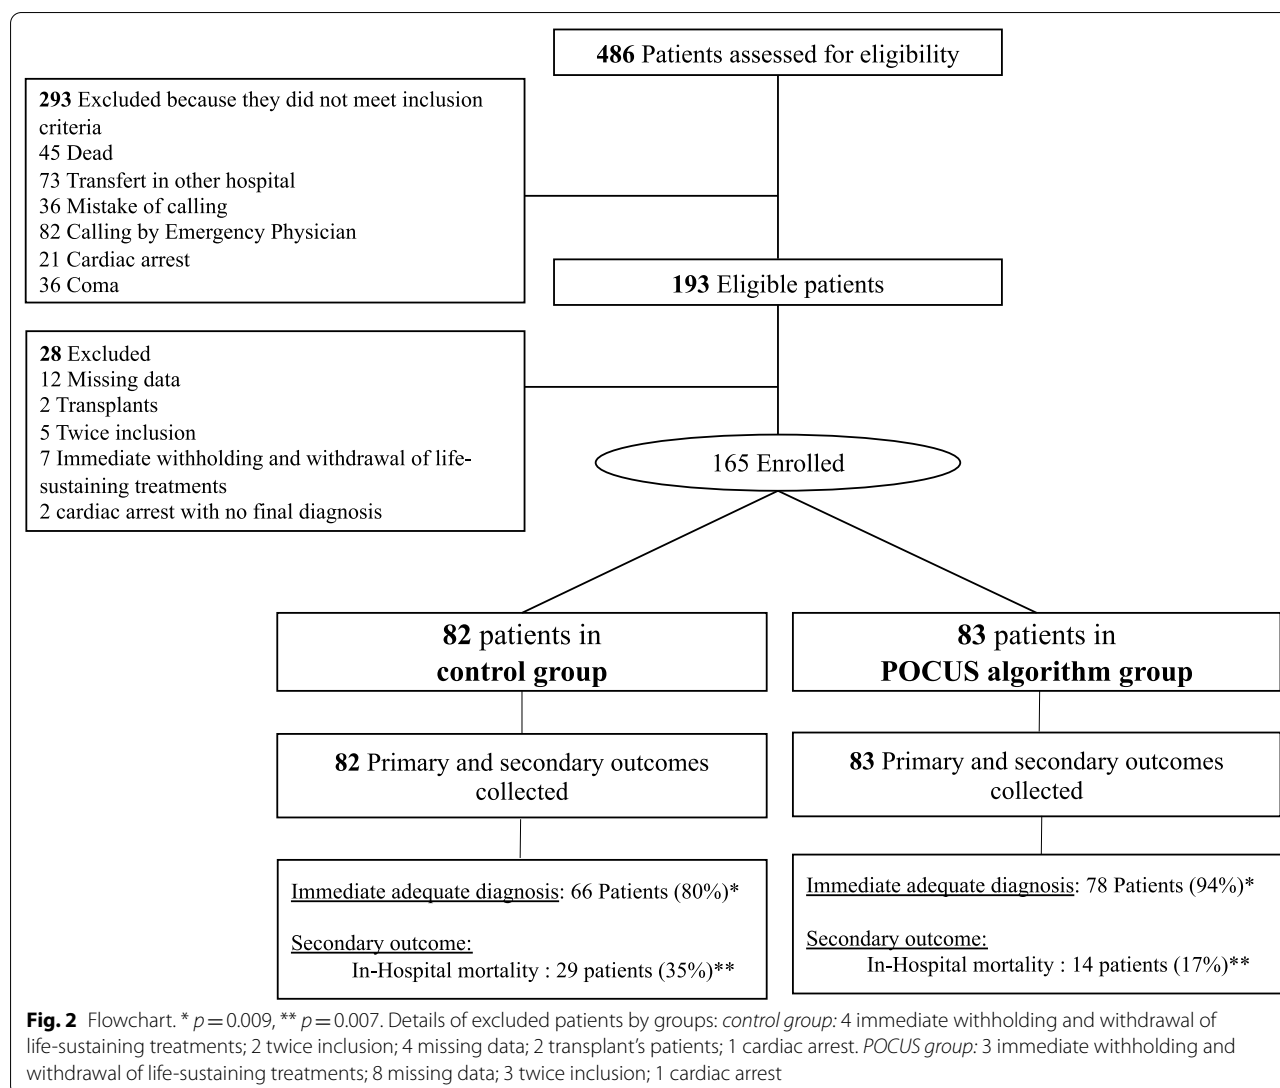 486 Patients assessed for eligibility
293 Excluded because they did not meet inclusion
criteria
45 Dead
73 Transfert in other hospital
36 Mistake of calling
82 Calling by Emergency Physician
21 Cardiac arrest
36 Coma
193 Eligible patients
28 Excluded
12 Missing data
2 Transplants
5 Twice inclusion
7 Immediate withholding and withdrawal of life-
sustaining treatments
2 cardiac arrest with no final diagnosis
165 Enrolled
82 patients in
control group
83 patients in
POCUS algorithm group
82 Primary and secondary outcomes
collected
83 Primary and secondary outcomes
collected
Immediate adequate diagnosis: 66 Patients (80%)*
Secondary outcome:
In-Hospital mortality : 29 patients (35%)**
Immediate adequate diagnosis: 78 Patients (94%)*
Secondary outcome:
In-Hospital mortality : 14 patients (17%)**
Fig. 2 Flowchart. * p = 0.009, ** p = 0.007. Details of excluded patients by groups: control group: 4 immediate withholding and withdrawal of
life-sustaining treatments; 2 twice inclusion; 4 missing data; 2 transplant's patients; 1 cardiac arrest. POCUS group: 3 immediate withholding and
withdrawal of life-sustaining treatments; 8 missing data; 3 twice inclusion; 1 cardiac arrest